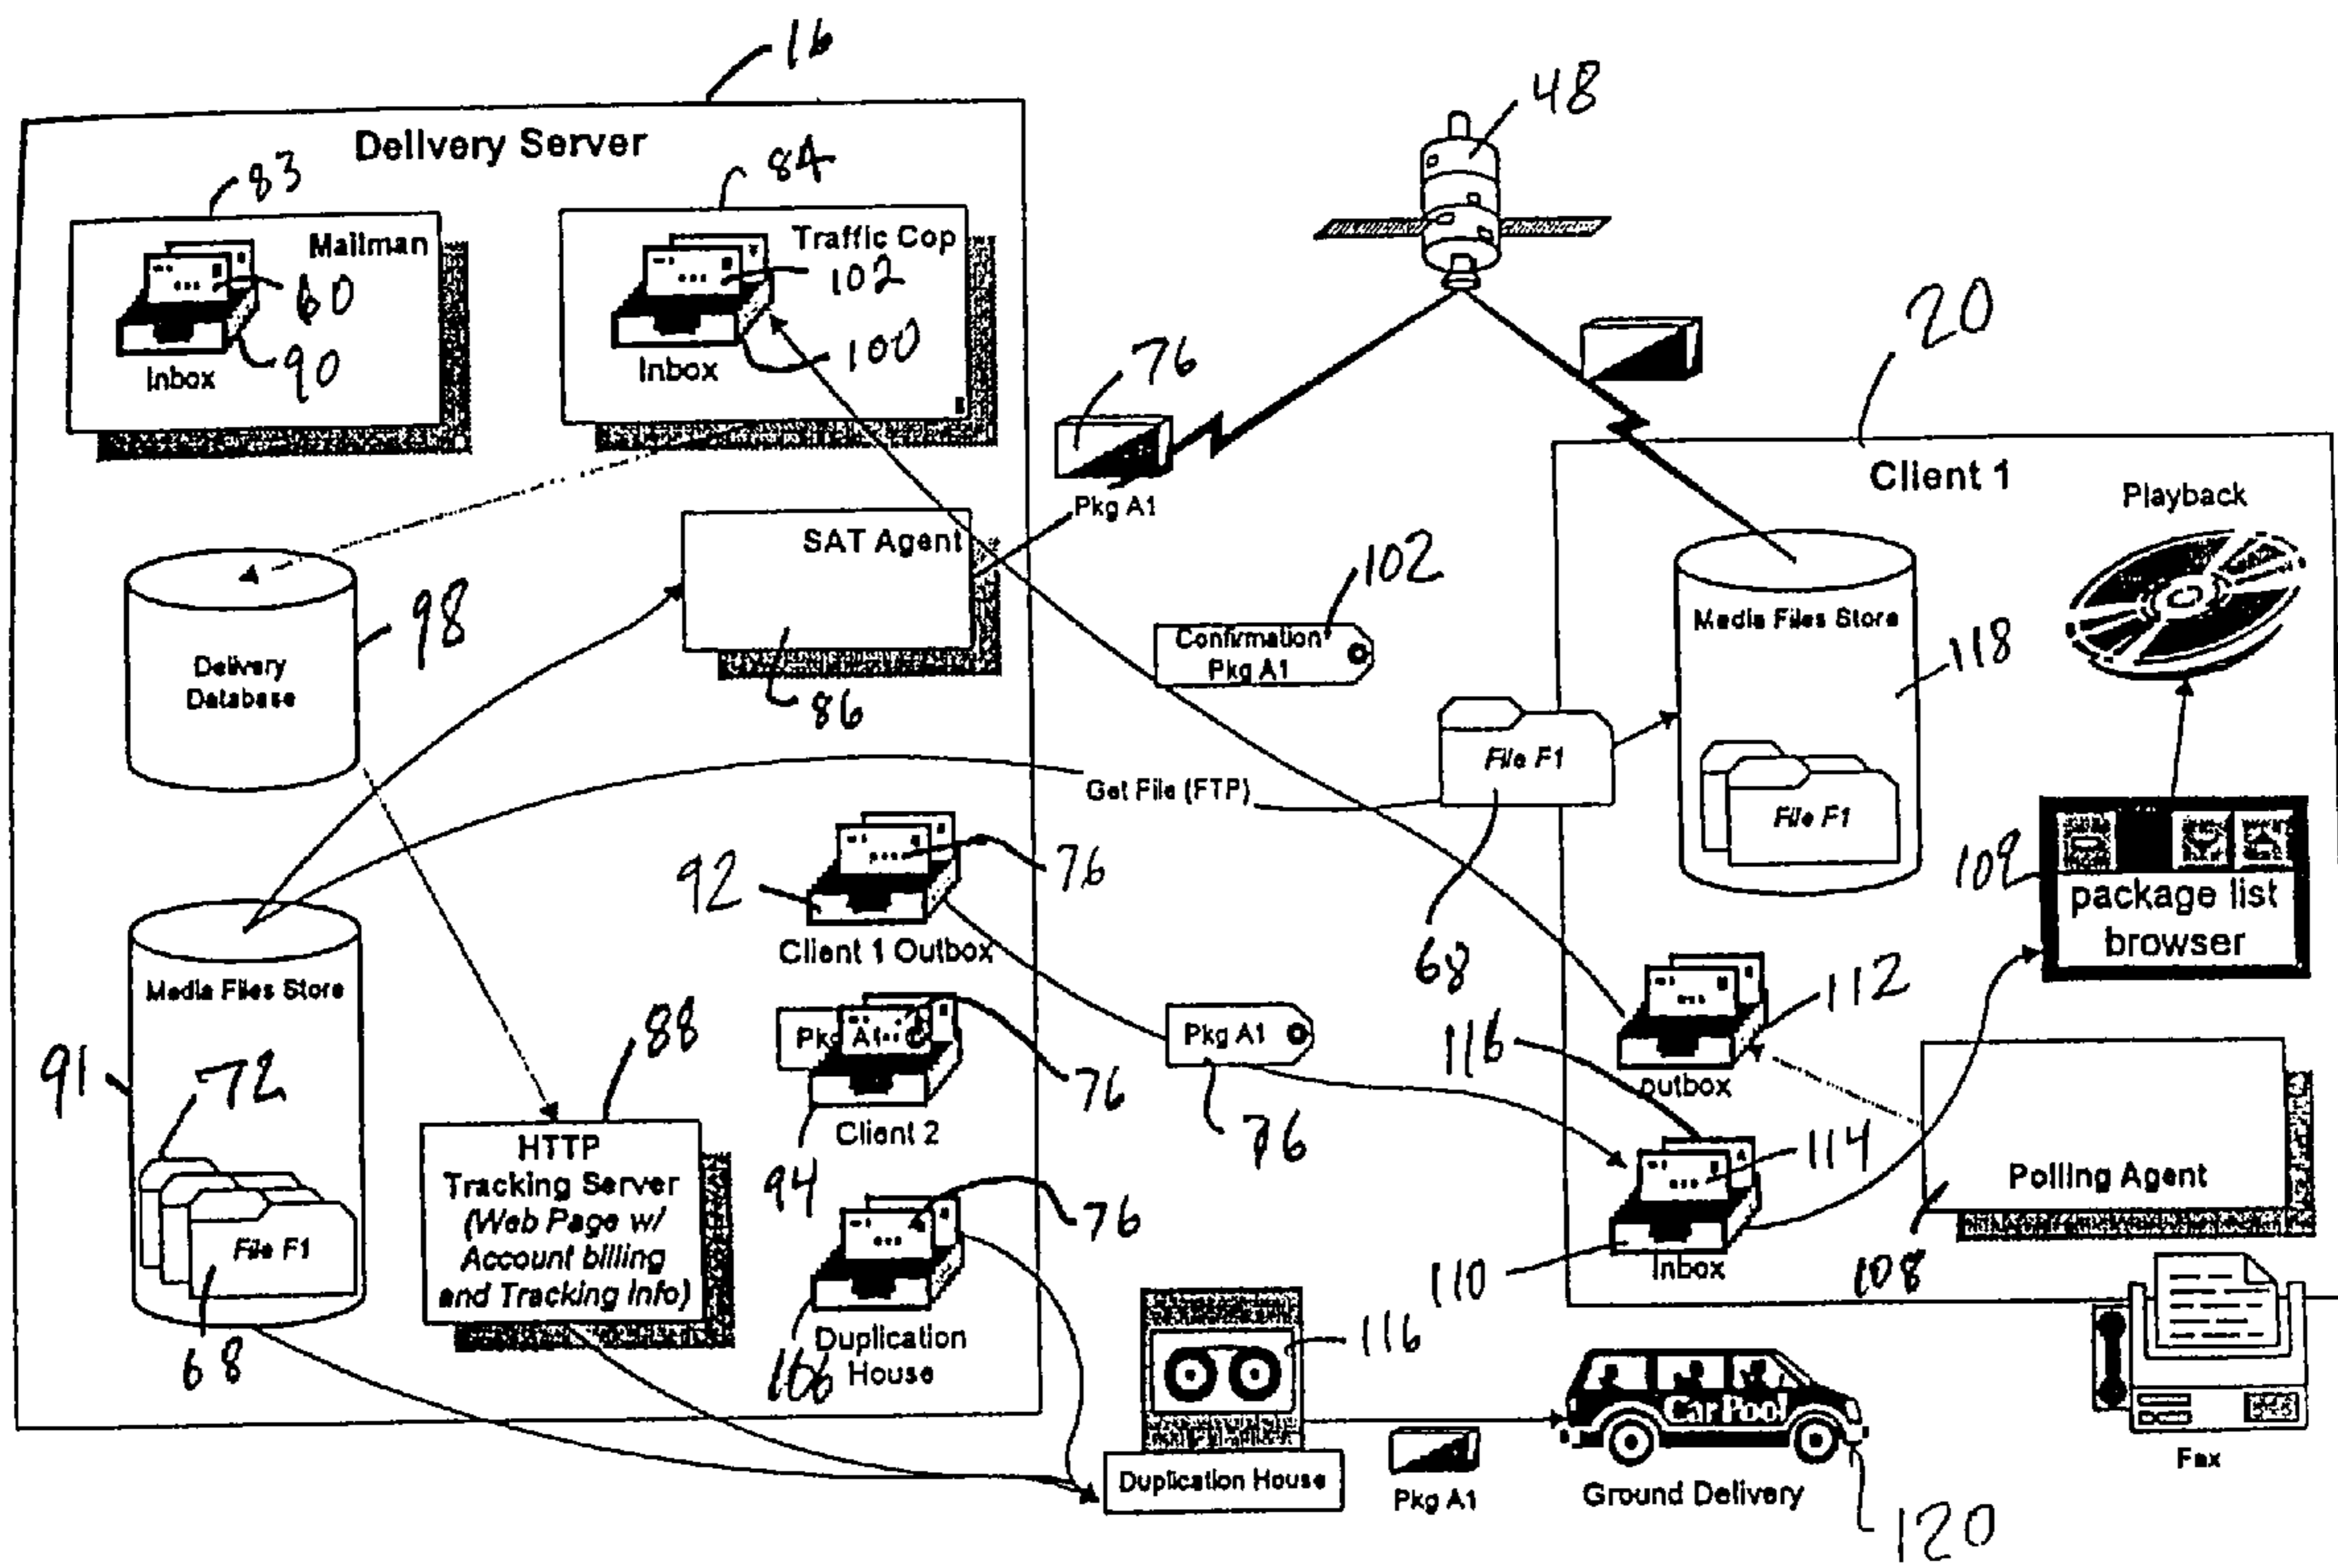 16
48
Delivery Server
83
84
Mailman
Traffic Cop
60
102
90
100
Inbox
Inbox
76
20
Pkg A1
Client 1
Playback
SAT Agent
102
98
Confirmation
Pkg A1
Media Files Store
118
Delivery
Database
86
File F1
Get File (FTP)
File F1
92
76
68
109
package list
browser
Client 1 Outbox
Media Files Store
Pkg A1
76
Pkg A1
76
112
116
outbox
91
72
88
Client 2
94
114
HTTP
Tracking Server
(Web Page w/
Account billing
and Tracking Info)
76
Polling Agent
File F1
110
Inbox
108
68
106
Duplication
House
116
CarPool
Fax
Duplication House
Pkg A1
Ground Delivery
120